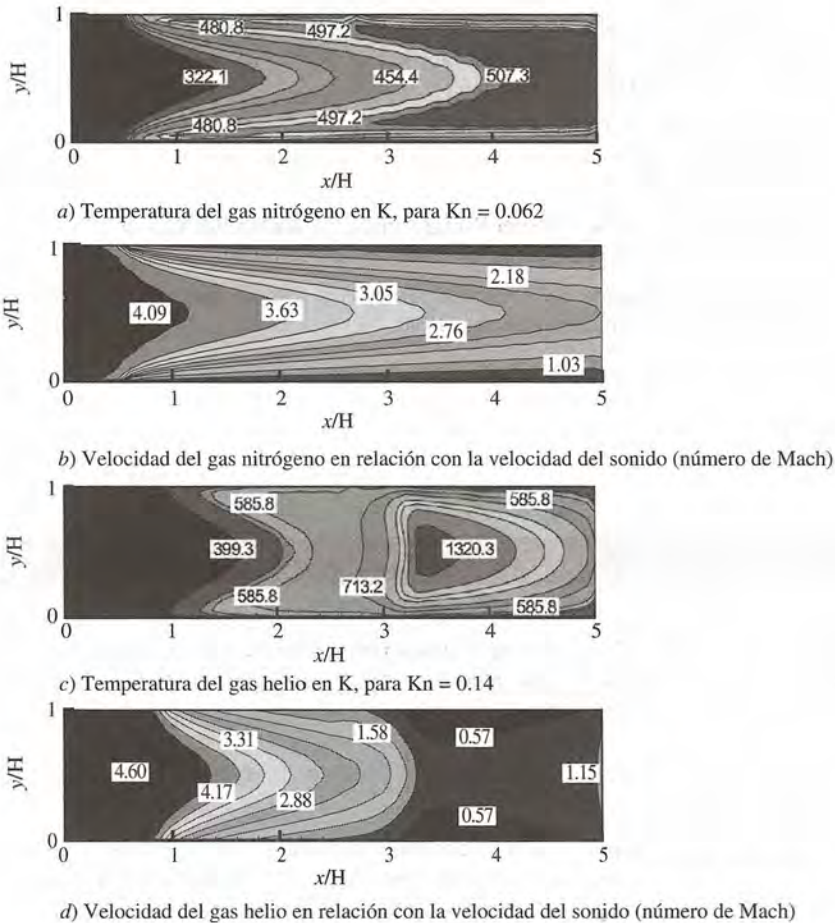 1
y/H
0
480.8
497.2
322.1
454.4
507.3
480.8
497.2
0 1 2 3 4 5
x/H
a) Temperatura del gas nitrógeno en K, para Kn = 0.062
1
y/H
0
2.18
3.05
4.09
3.63
2.76
1.03
0 1 2 3 4 5
x/H
b) Velocidad del gas nitrógeno en relación con la velocidad del sonido (número de Mach)
1
y/H
0
585.8
585.8
399.3
1320.3
713.2
585.8
585.8
0 1 2 3 4 5
x/H
c) Temperatura del gas helio en K, para Kn = 0.14
1
y/H
0
3.31
1.58
0.57
4.60
1.15
4.17
2.88
0.57
0 1 2 3 4 5
x/H
d) Velocidad del gas helio en relación con la velocidad del sonido (número de Mach)